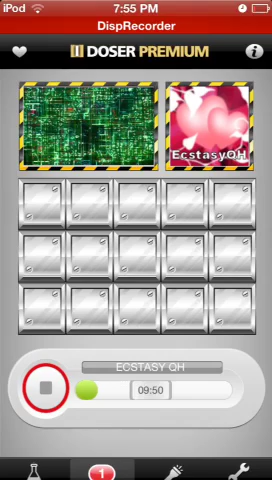 iPod 7:55 PM
DispRecorder
DOSER PREMIUM
EcstasyQH
ECSTASY QH
09:50
1